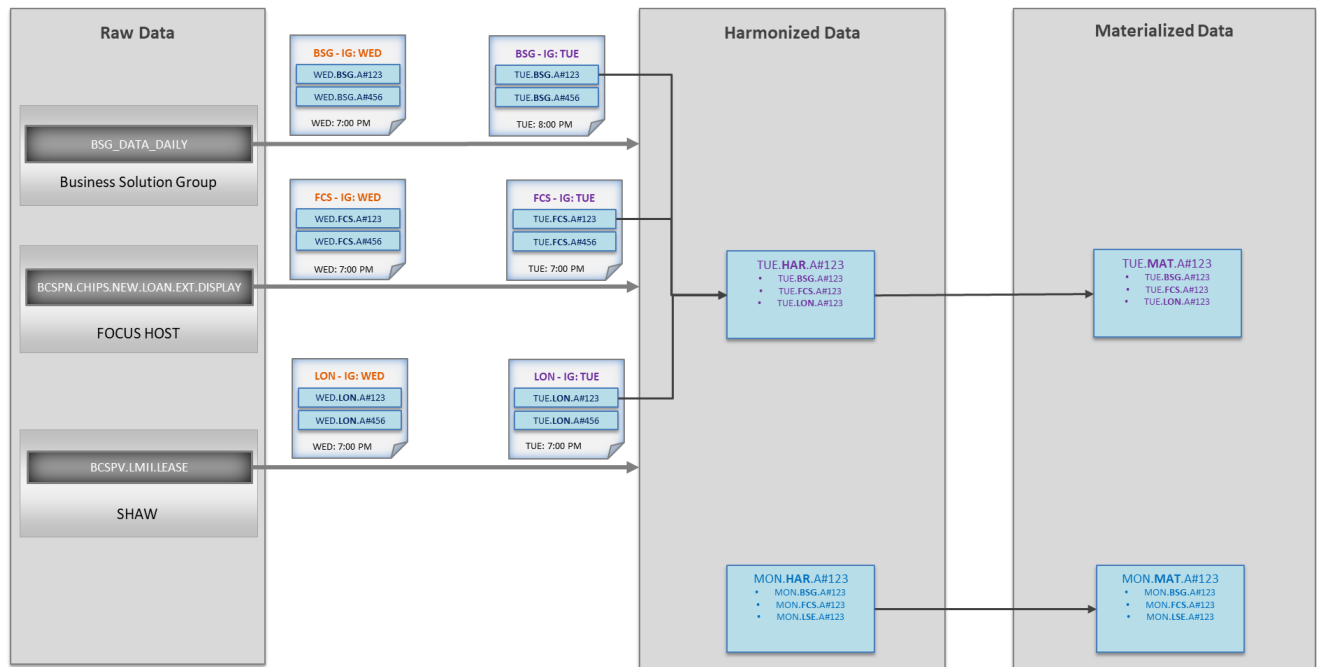 Raw Data
BSG_DATA_DAILY
Business Solution Group
BCSPN.CHIPS.NEW.LOAN.EXT.DISPLAY
FOCUS HOST
BCSPV.LMII.LEASE
SHAW
BSG - IG: WED
WED.BSG.A#123
WED.BSG.A#456
WED: 7:00 PM
BSG - IG: TUE
TUE.BSG.A#123
TUE.BSG.A#456
TUE: 8:00 PM
FCS - IG: WED
WED.FCS.A#123
WED.FCS.A#456
WED: 7:00 PM
FCS - IG: TUE
TUE.FCS.A#123
TUE.FCS.A#456
TUE: 7:00 PM
LON - IG: WED
WED.LON.A#123
WED.LON.A#456
WED: 7:00 PM
LON - IG: TUE
TUE.LON.A#123
TUE.LON.A#456
TUE: 7:00 PM
Harmonized Data
TUE.HAR.A#123
• TUE.BSG.A#123
• TUE.FCS.A#123
• TUE.LON.A#123
MON.HAR.A#123
• MON.BSG.A#123
• MON.FCS.A#123
• MON.LSE.A#123
Materialized Data
TUE.MAT.A#123
• TUE.BSG.A#123
• TUE.FCS.A#123
• TUE.LON.A#123
MON.MAT.A#123
• MON.BSG.A#123
• MON.FCS.A#123
• MON.LSE.A#123